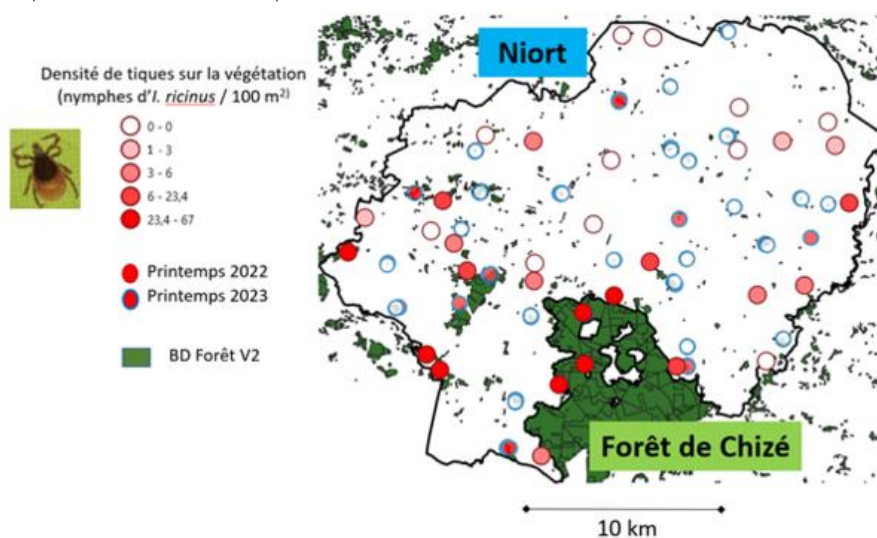 Niort
Densité de tiques sur la végétation
(nymphes d'I. ricinus / 100 m²)
0 - 0
1 - 3
3 - 6
6 - 23,4
23,4 - 67
Printemps 2022
Printemps 2023
BD Forêt V2
Forêt de Chizé
10 km